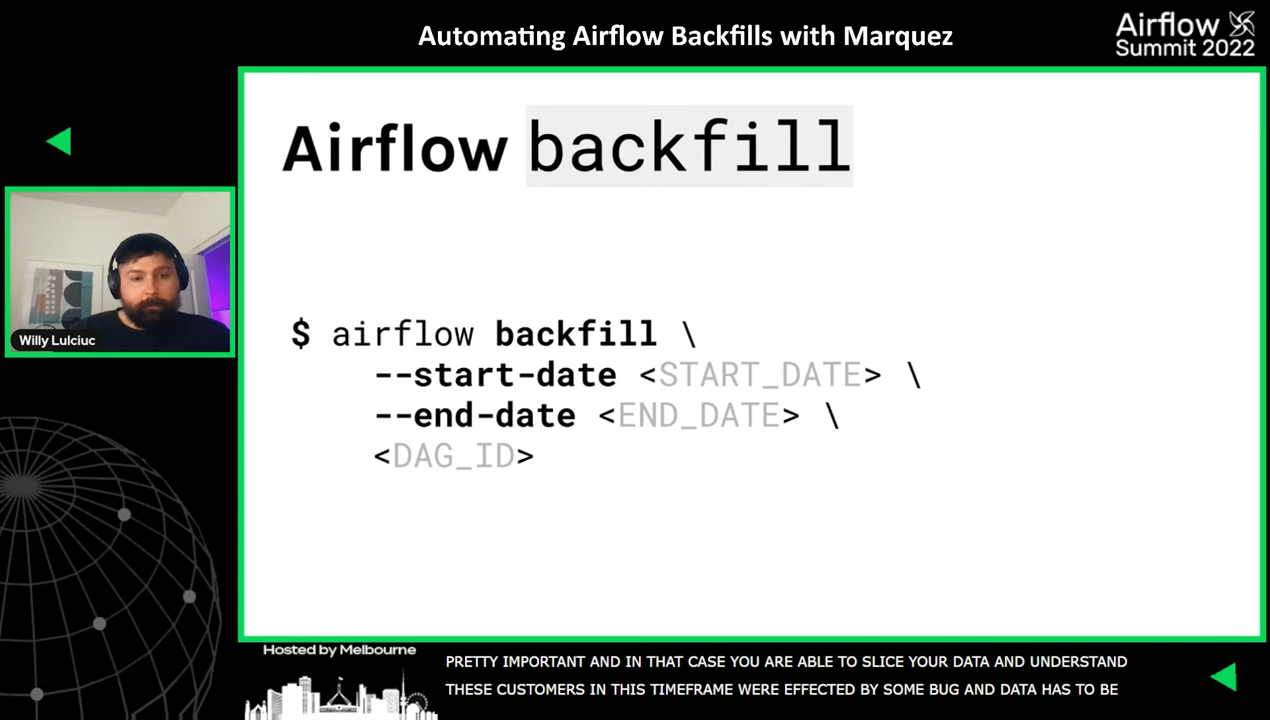 Automating Airflow Backfills with Marquez
Airflow
Summit 2022
Airflow backfill
$ airflow backfill \
--start-date <START_DATE> \
--end-date <END_DATE> \
<DAG_ID>
Willy Lulciuc
Hosted by Melbourne
PRETTY IMPORTANT AND IN THAT CASE YOU ARE ABLE TO SLICE YOUR DATA AND UNDERSTAND
THESE CUSTOMERS IN THIS TIMEFRAME WERE EFFECTED BY SOME BUG AND DATA HAS TO BE